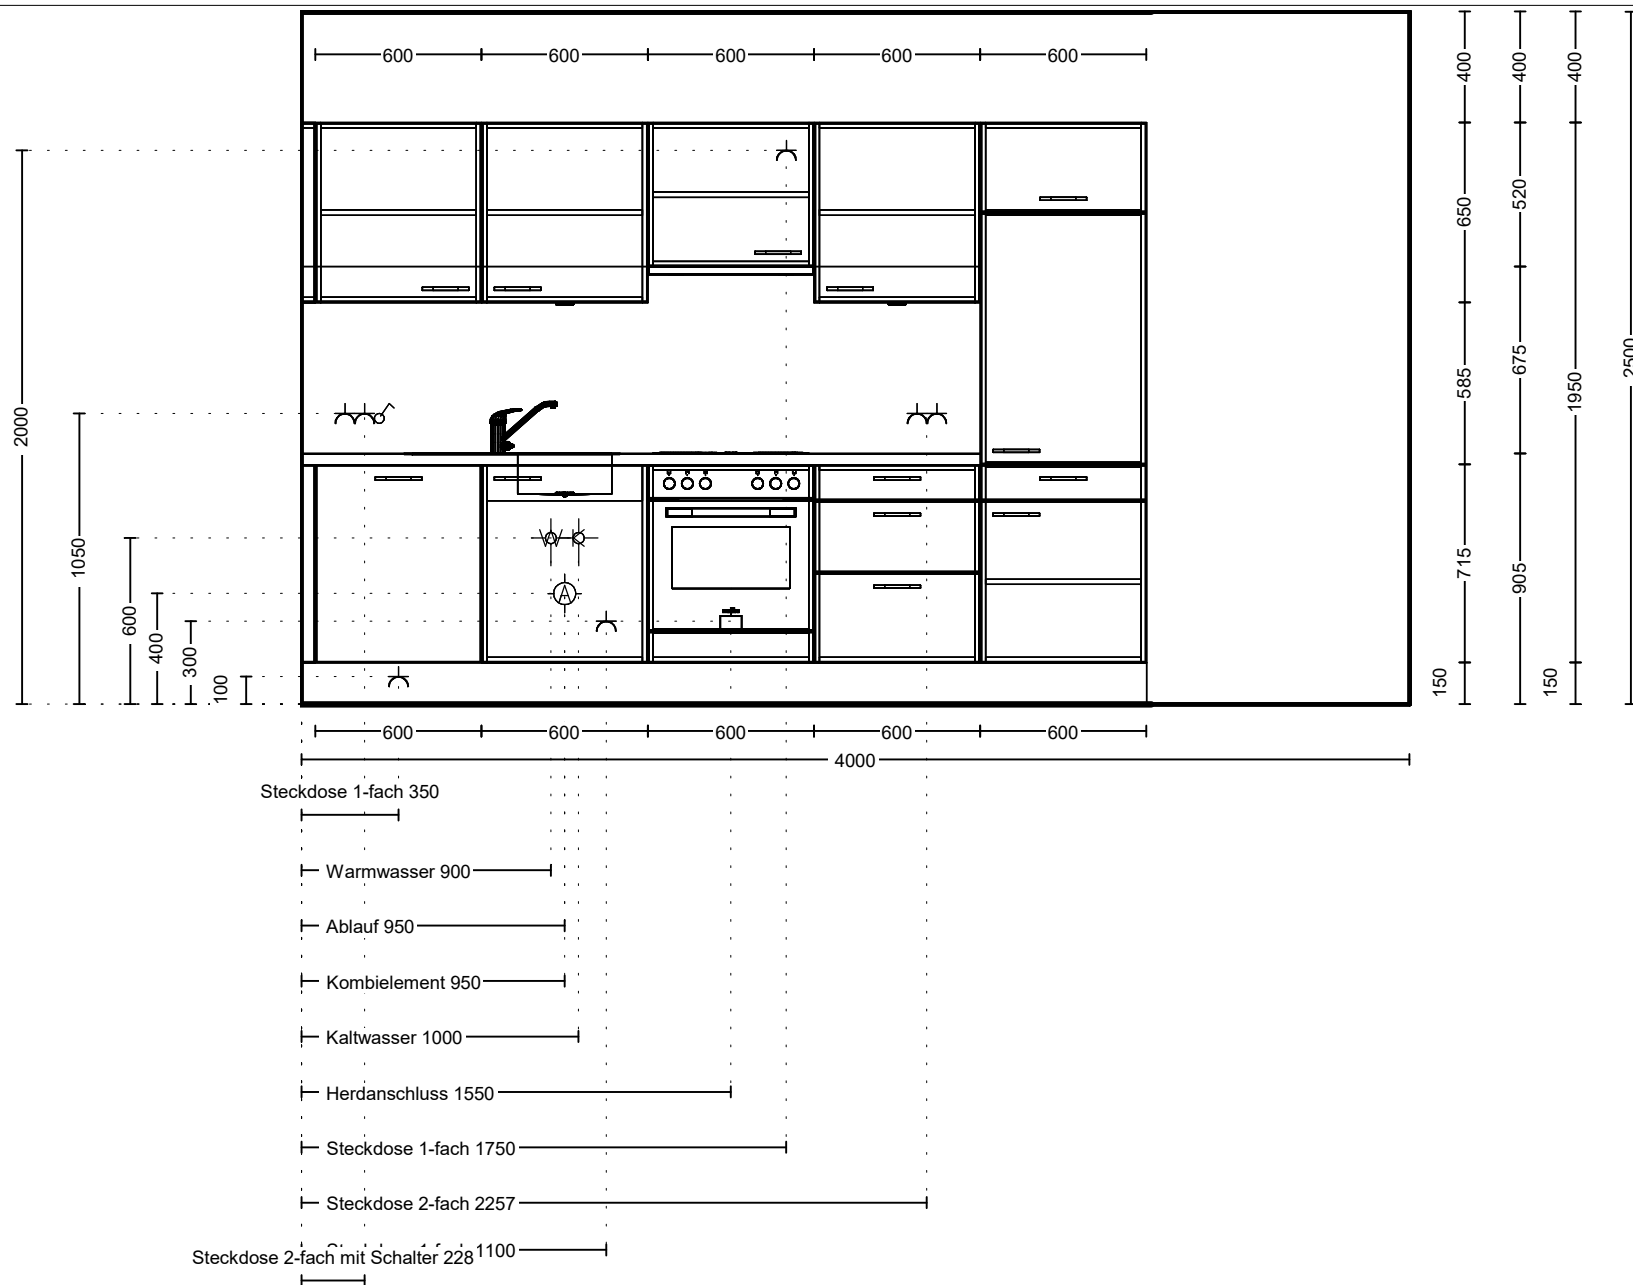 600 600 600 600 600
400 400 400
650 520
2000 1050 600 400 300 100
585 675 1950 2500
715 905
150 150
W K
A
600 600 600 600 600
4000
Steckdose 1-fach 350
Warmwasser 900
Ablauf 950
Kombielement 950
Kaltwasser 1000
Herdanschluss 1550
Steckdose 1-fach 1750
Steckdose 2-fach 2257
1100
Steckdose 2-fach mit Schalter 228